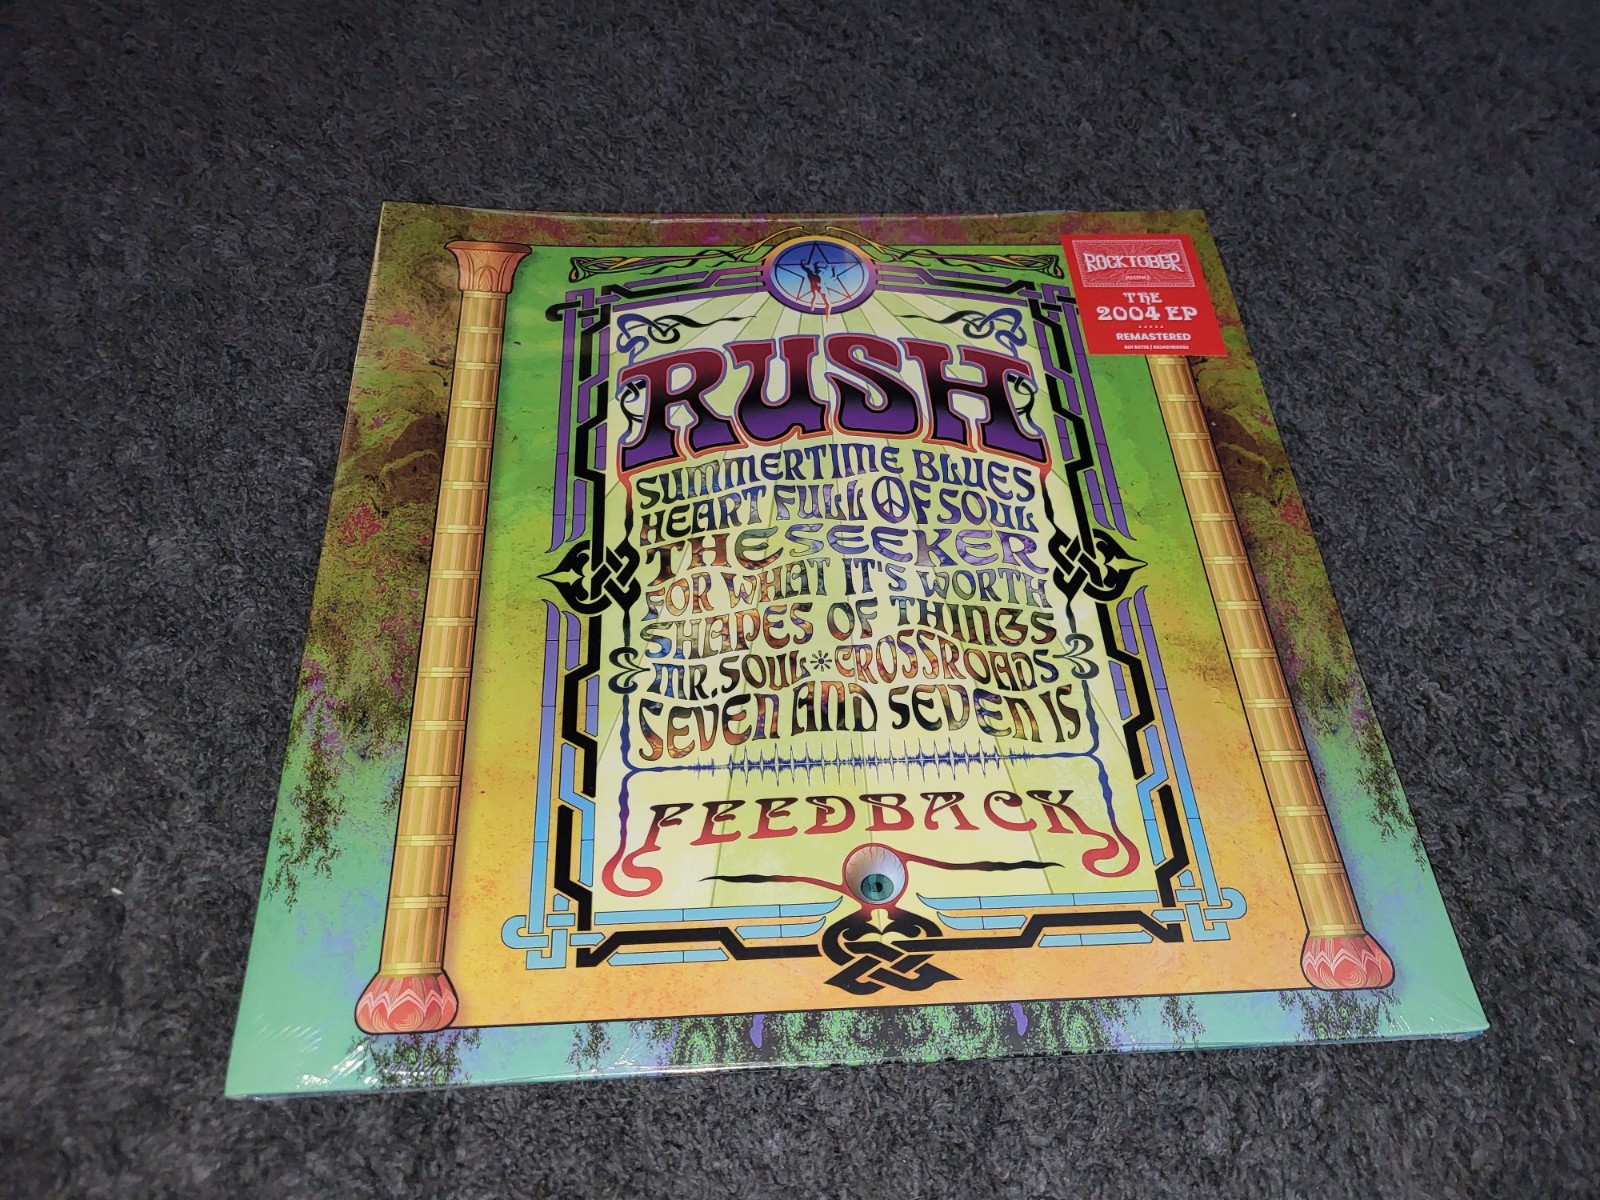 ROCKTOBER
RHINO
THE
2004 EP
REMASTERED
RUSH
SUMMERTIME BLUES
HEART FULL OF SOUL
THE SEEKER
FOR WHAT IT'S WORTH
SHAPES OF THINGS
MR. SOUL * CROSSROADS
SEVEN AND SEVEN IS
FEEDBACK